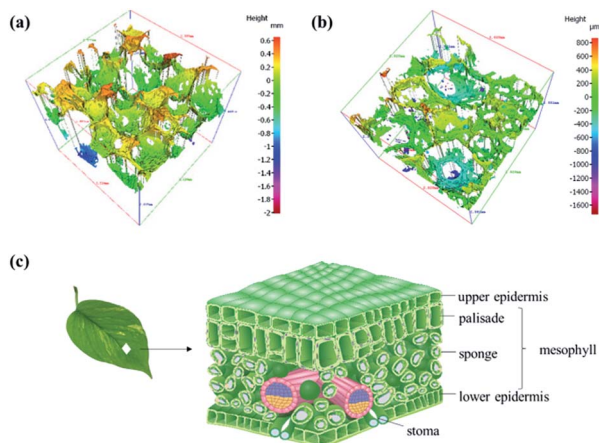 (a)
Height
mm
0.6
0.4
0.2
0
-0.2
-0.4
-0.6
-0.8
-1
-1.2
-1.4
-1.6
-1.8
-2
(b)
Height
µm
800
600
400
200
0
-200
-400
-600
-800
-1000
-1200
-1400
-1600
(c)
upper epidermis
palisade
sponge
mesophyll
lower epidermis
stoma